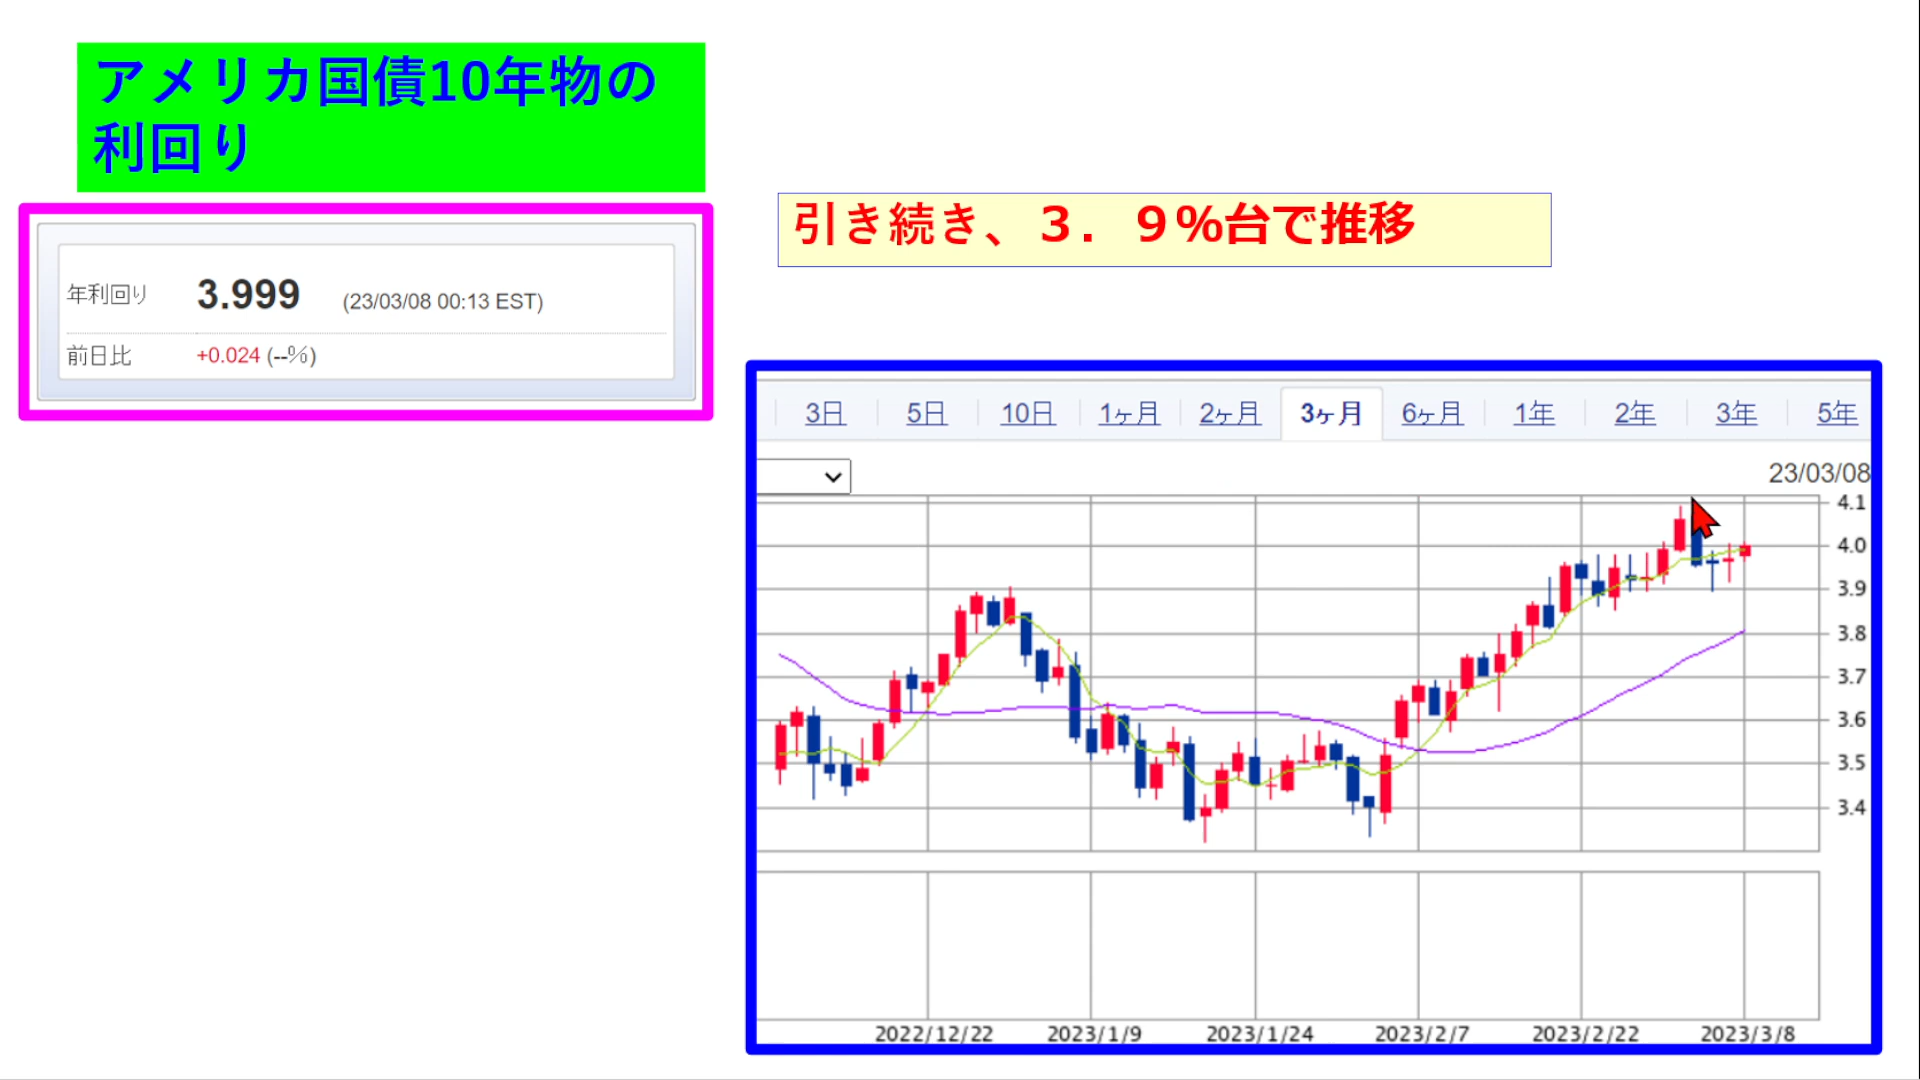 アメリカ国債10年物の
利回り
引き続き、３．９%台で推移
年利回り 3.999 (23/03/08 00:13 EST)
前日比 +0.024 (--%)
3日 5日 10日 1ヶ月 2ヶ月 3ヶ月 6ヶ月 1年 2年 3年 5年
23/03/08
4.1
4.0
3.9
3.8
3.7
3.6
3.5
3.4
2022/12/22 2023/1/9 2023/1/24 2023/2/7 2023/2/22 2023/3/8